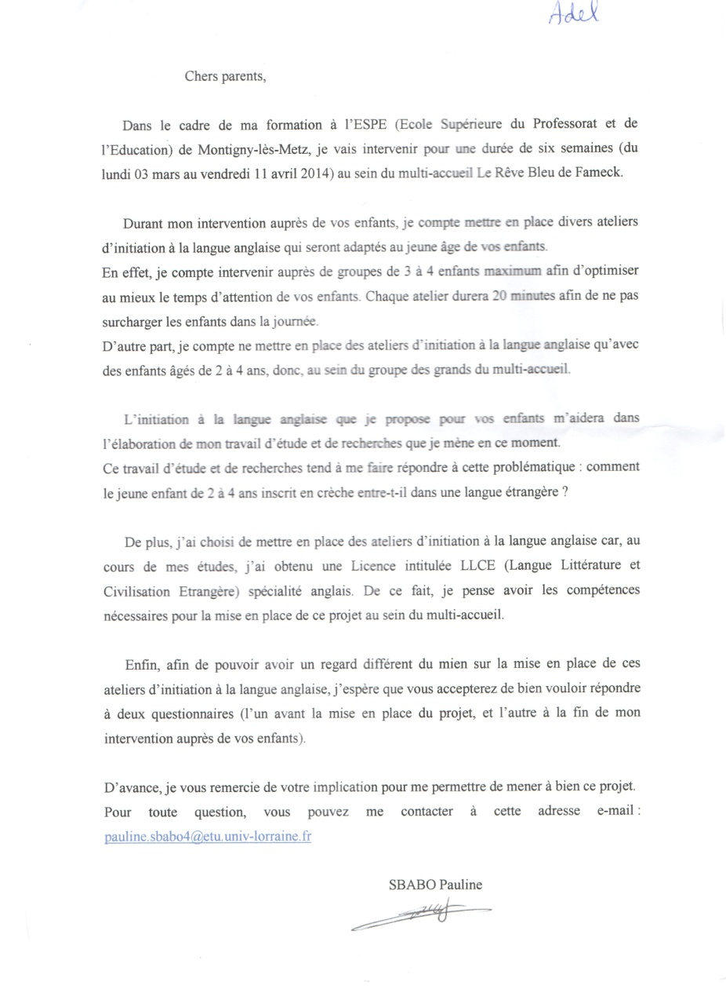 Adel
Chers parents,
Dans le cadre de ma formation à l'ESPE (Ecole Supérieure du Professorat et de
l'Education) de Montigny-lès-Metz, je vais intervenir pour une durée de six semaines (du
lundi 03 mars au vendredi 11 avril 2014) au sein du multi-accueil Le Rêve Bleu de Fameck.
Durant mon intervention auprès de vos enfants, je compte mettre en place divers ateliers
d'initiation à la langue anglaise qui seront adaptés au jeune âge de vos enfants.
En effet, je compte intervenir auprès de groupes de 3 à 4 enfants maximum afin d'optimiser
au mieux le temps d'attention de vos enfants. Chaque atelier durera 20 minutes afin de ne pas
surcharger les enfants dans la journée.
D'autre part, je compte ne mettre en place des ateliers d'initiation à la langue anglaise qu'avec
des enfants âgés de 2 à 4 ans, donc, au sein du groupe des grands du multi-accueil.
L'initiation à la langue anglaise que je propose pour vos enfants m'aidera dans
l'élaboration de mon travail d'étude et de recherches que je mène en ce moment.
Ce travail d'étude et de recherches tend à me faire répondre à cette problématique : comment
le jeune enfant de 2 à 4 ans inscrit en crèche entre-t-il dans une langue étrangère ?
De plus, j'ai choisi de mettre en place des ateliers d'initiation à la langue anglaise car, au
cours de mes études, j'ai obtenu une Licence intitulée LLCE (Langue Littérature et
Civilisation Etrangère) spécialité anglais. De ce fait, je pense avoir les compétences
nécessaires pour la mise en place de ce projet au sein du multi-accueil.
Enfin, afin de pouvoir avoir un regard différent du mien sur la mise en place de ces
ateliers d'initiation à la langue anglaise, j'espère que vous accepterez de bien vouloir répondre
à deux questionnaires (l'un avant la mise en place du projet, et l'autre à la fin de mon
intervention auprès de vos enfants).
D'avance, je vous remercie de votre implication pour me permettre de mener à bien ce projet.
Pour toute question, vous pouvez me contacter à cette adresse e-mail :
pauline.sbabo4@etu.univ-lorraine.fr
SBABO Pauline